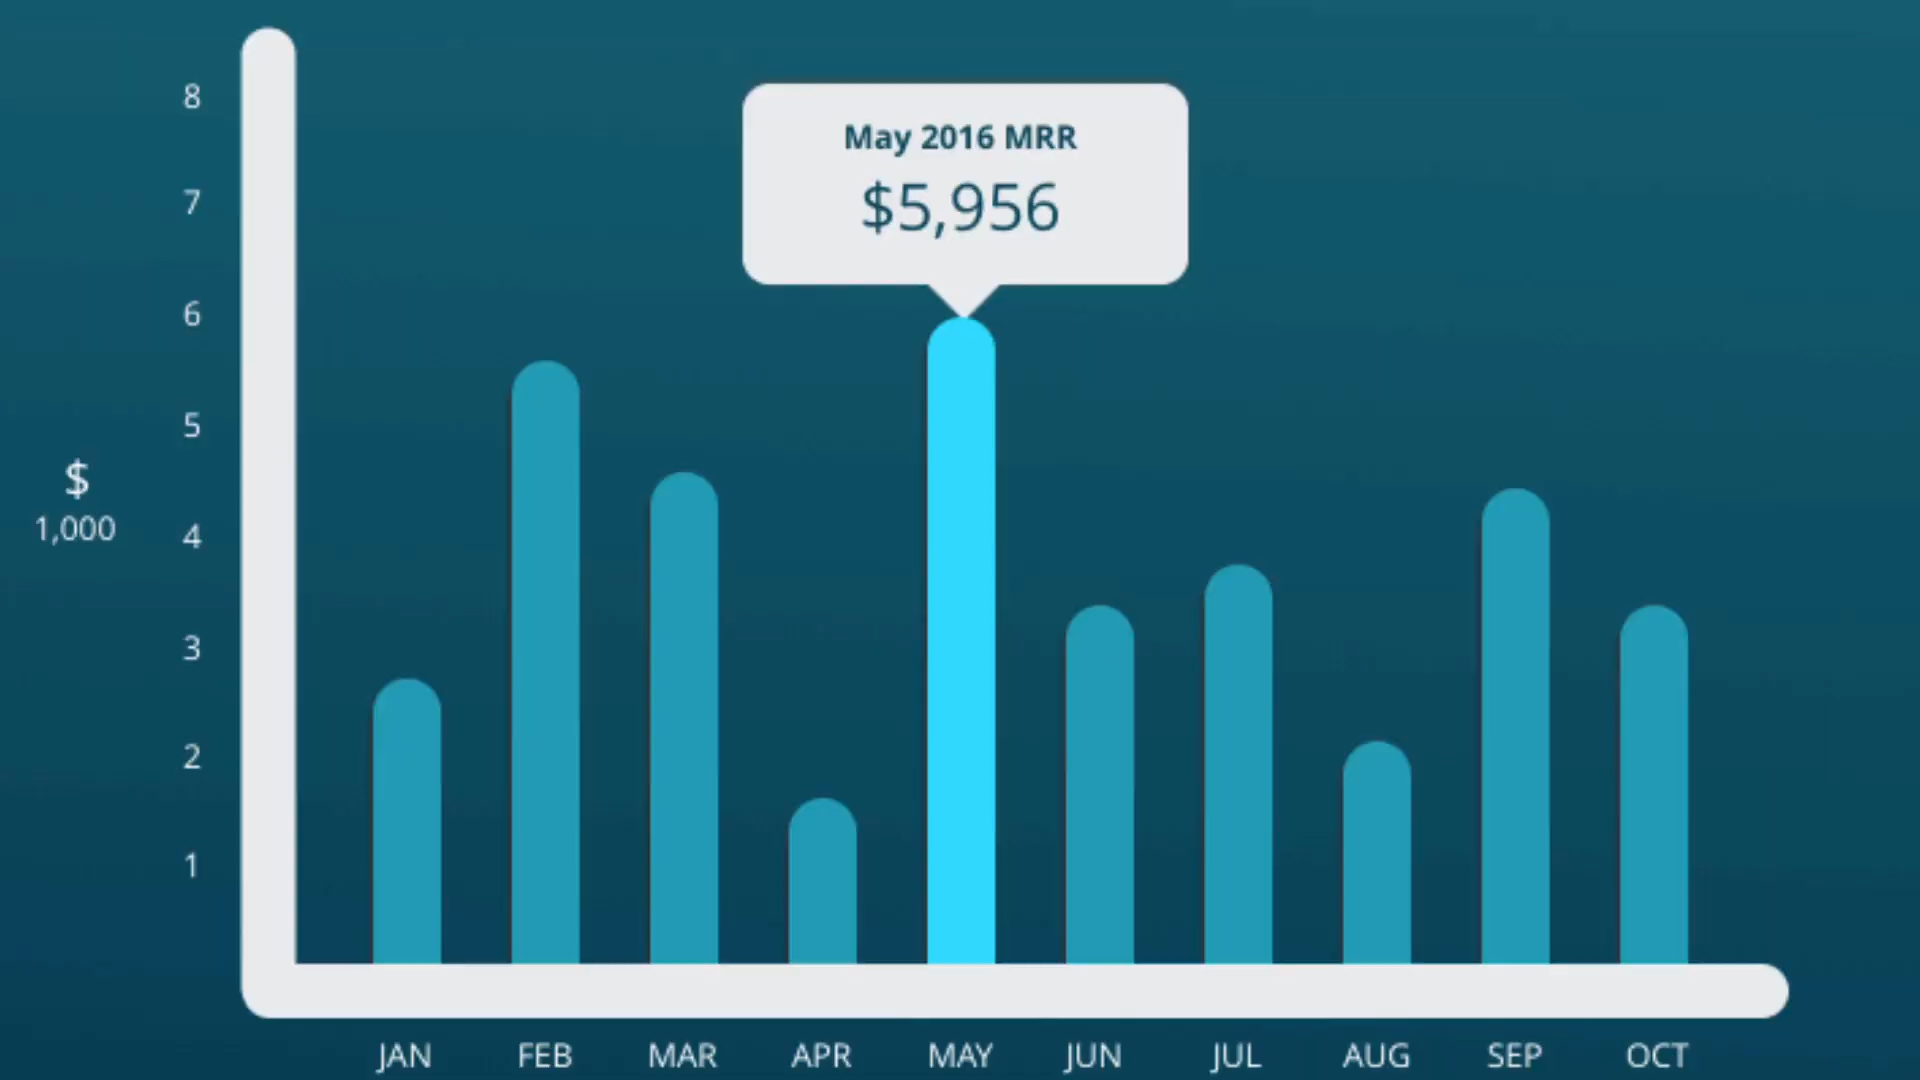 May 2016 MRR
$5,956
$
1,000
8
7
6
5
4
3
2
1
JAN
FEB
MAR
APR
MAY
JUN
JUL
AUG
SEP
OCT